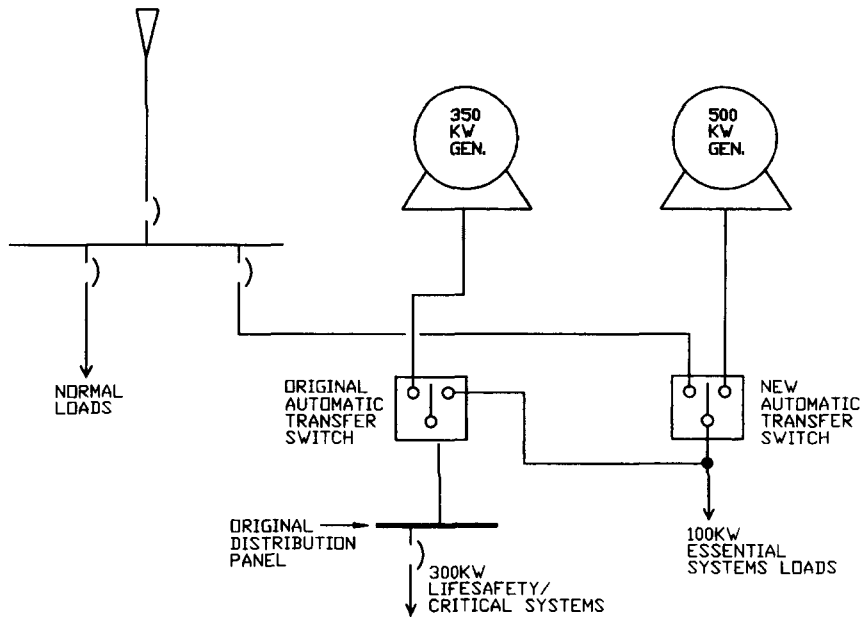 350
KW
GEN.
500
KW
GEN.
NORMAL
LOADS
ORIGINAL
AUTOMATIC
TRANSFER
SWITCH
NEW
AUTOMATIC
TRANSFER
SWITCH
ORIGINAL
DISTRIBUTION
PANEL
300KW
LIFESAFETY/
CRITICAL SYSTEMS
100KW
ESSENTIAL
SYSTEMS LOADS